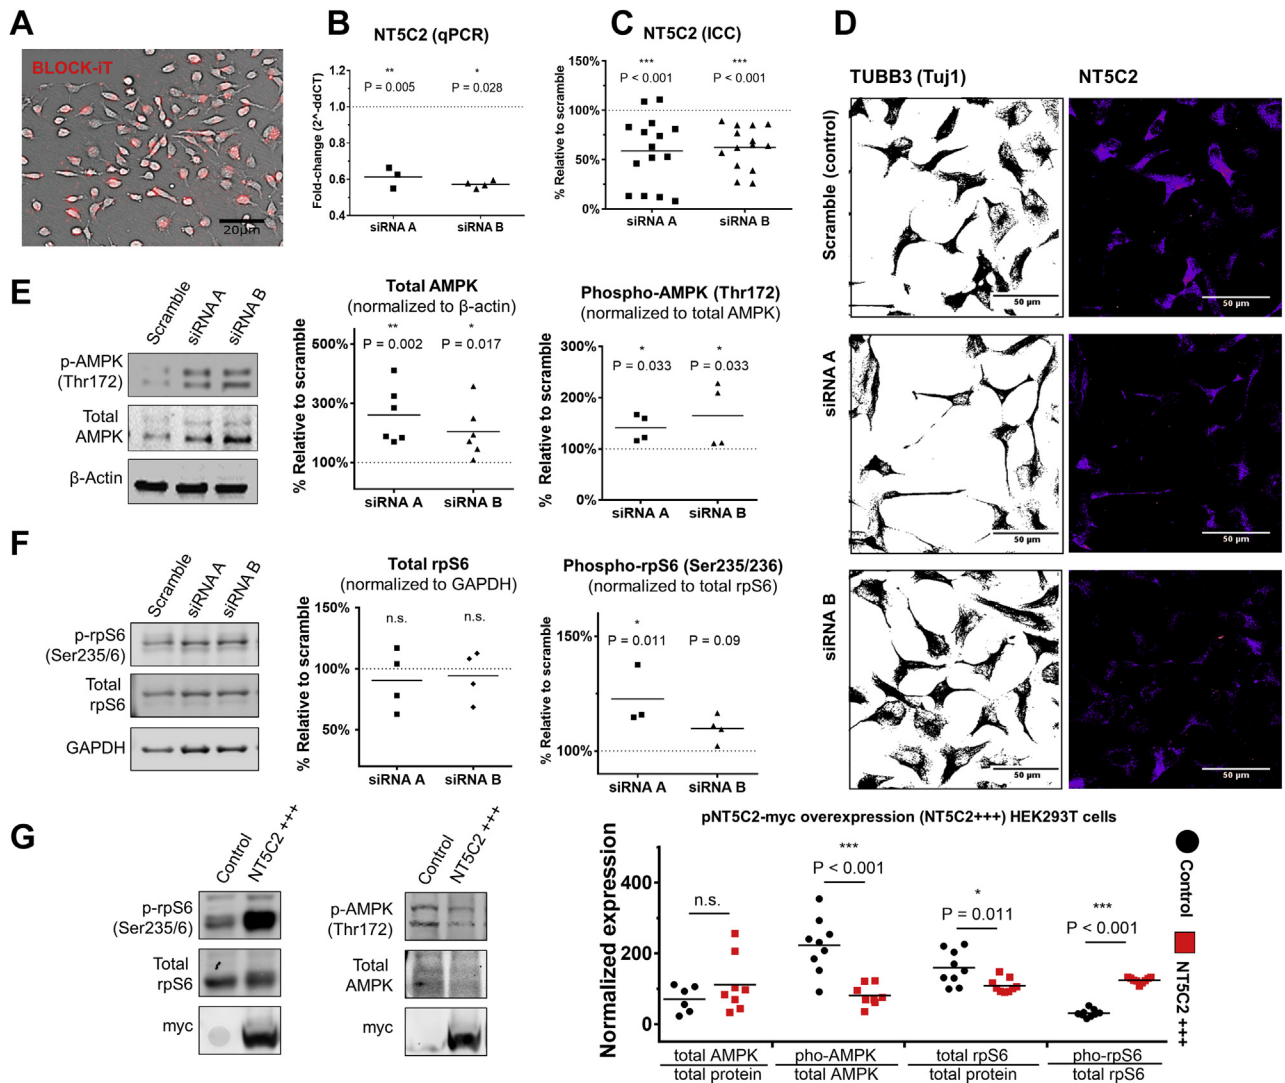 A
BLOCK-iT
20µm
B
NT5C2 (qPCR)
Fold-change (2^-ddCT)
1.2
1.0
0.8
0.6
0.4
**
P = 0.005
*
P = 0.028
siRNA A
siRNA B
C
NT5C2 (ICC)
% Relative to scramble
150%
100%
50%
0%
***
P < 0.001
***
P < 0.001
siRNA A
siRNA B
D
TUBB3 (Tuj1)
NT5C2
Scramble (control)
50 µm
50 µm
siRNA A
50 µm
50 µm
siRNA B
50 µm
50 µm
E
Scramble
siRNA A
siRNA B
p-AMPK
(Thr172)
Total
AMPK
β-Actin
Total AMPK
(normalized to β-actin)
% Relative to scramble
500%
300%
100%
**
P = 0.002
*
P = 0.017
siRNA A
siRNA B
Phospho-AMPK (Thr172)
(normalized to total AMPK)
% Relative to scramble
300%
200%
100%
0%
*
P = 0.033
*
P = 0.033
siRNA A
siRNA B
F
Scramble
siRNA A
siRNA B
p-rpS6
(Ser235/6)
Total
rpS6
GAPDH
Total rpS6
(normalized to GAPDH)
% Relative to scramble
150%
100%
50%
n.s.
n.s.
siRNA A
siRNA B
Phospho-rpS6 (Ser235/236)
(normalized to total rpS6)
% Relative to scramble
150%
100%
*
P = 0.011
P = 0.09
siRNA A
siRNA B
G
Control
NT5C2 +++
p-rpS6
(Ser235/6)
Total
rpS6
myc
Control
NT5C2 +++
p-AMPK
(Thr172)
Total
AMPK
myc
pNT5C2-myc overexpression (NT5C2+++) HEK293T cells
Normalized expression
400
200
0
n.s.
***
P < 0.001
*
P = 0.011
***
P < 0.001
total AMPK
total protein
pho-AMPK
total AMPK
total rpS6
total protein
pho-rpS6
total rpS6
Control
NT5C2 +++